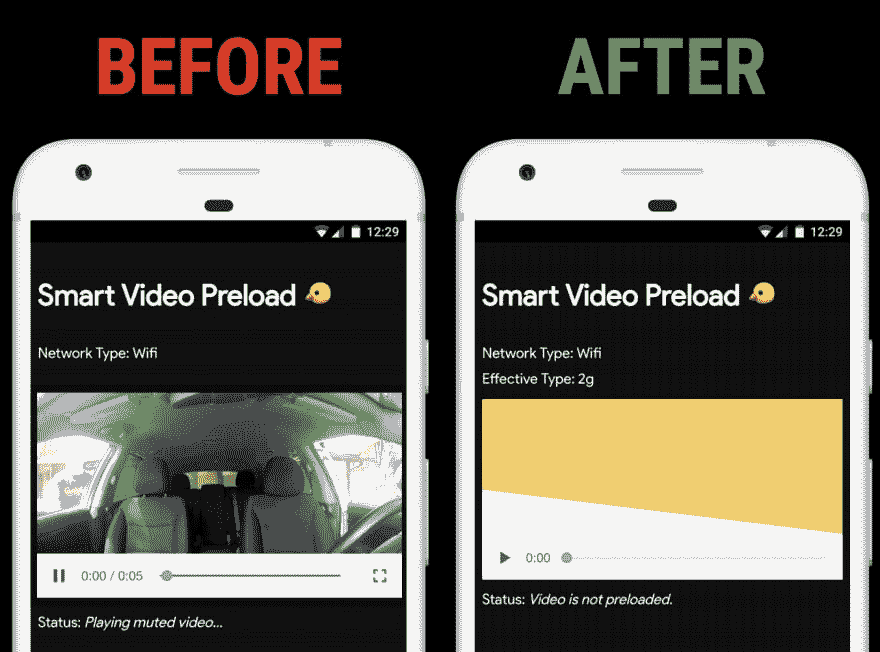 BEFORE
AFTER
12:29
Smart Video Preload
Network Type: Wifi
0:00 / 0:05
Status: Playing muted video...
12:29
Smart Video Preload
Network Type: Wifi
Effective Type: 2g
0:00
Status: Video is not preloaded.